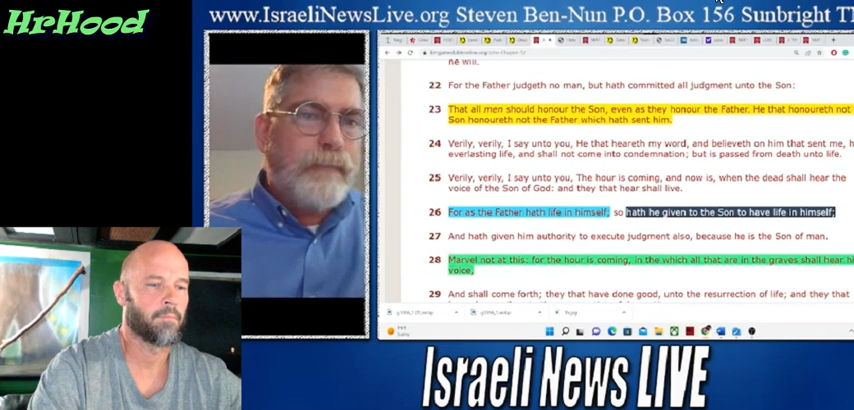 HrHood
www.IsraeliNewsLive.org Steven Ben-Nun P.O. Box 156 Sunbright
he will.
22 For the Father judgeth no man, but hath committed all judgment unto the Son:
23 That all men should honour the Son, even as they honour the Father. He that honoureth not
Son honoureth not the Father which hath sent him.
24 Verily, verily, I say unto you, He that heareth my word, and believeth on him that sent me,
everlasting life, and shall not come into condemnation; but is passed from death unto life.
25 Verily, verily, I say unto you, The hour is coming, and now is, when the dead shall hear the
voice of the Son of God: and they that hear shall live.
26 For as the Father hath life in himself; so hath he given to the Son to have life in himself;
27 And hath given him authority to execute judgment also, because he is the Son of man.
28 Marvel not at this: for the hour is coming, in the which all that are in the graves shall hear
voice,
29 And shall come forth; they that have done good, unto the resurrection of life; and they that
Israeli News LIVE